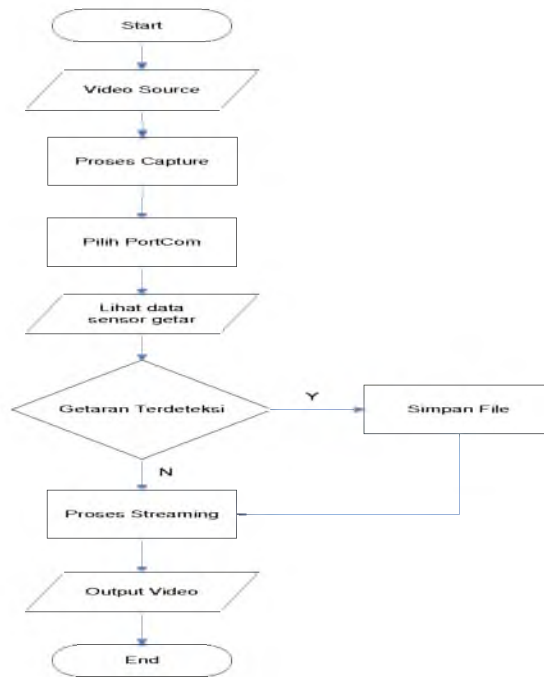 Start
Video Source
Proses Capture
Pilih PortCom
Lihat data
sensor getar
Getaran Terdeteksi
Y
Simpan File
N
Proses Streaming
Output Video
End